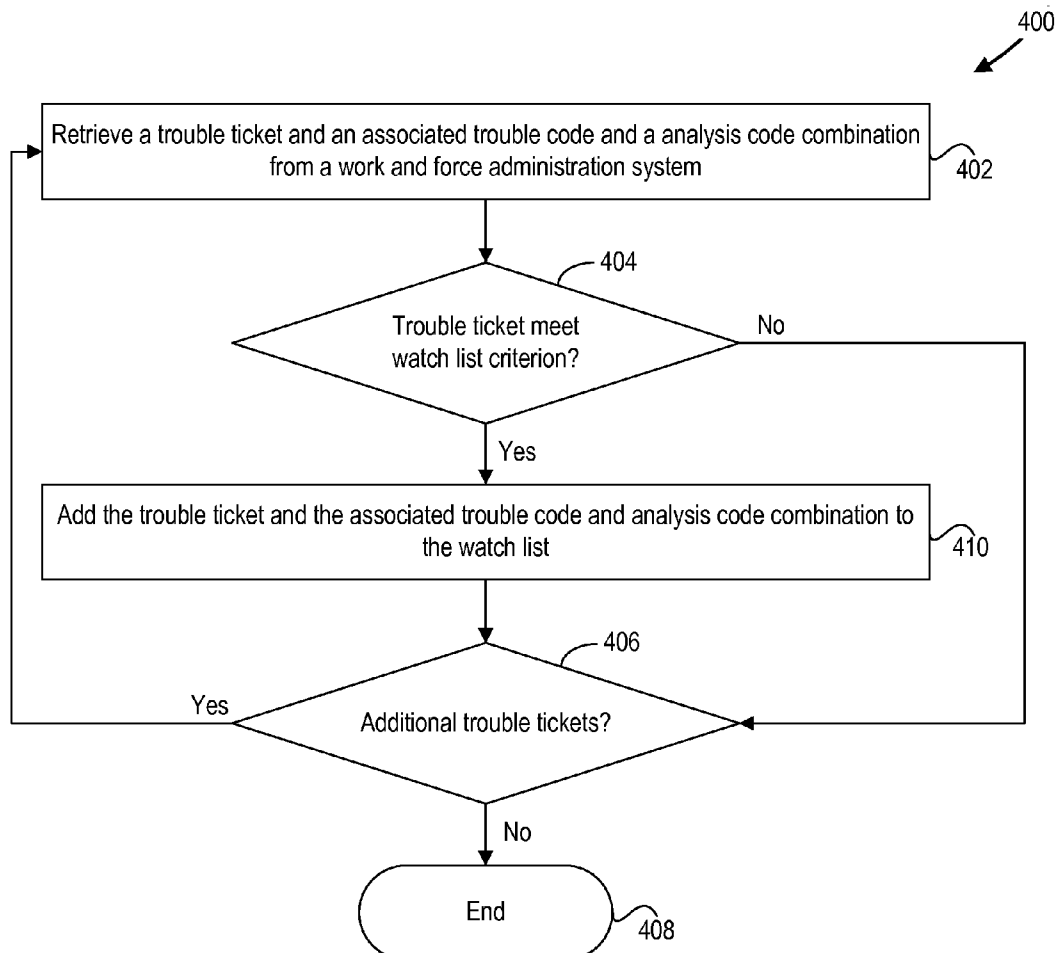 400
Retrieve a trouble ticket and an associated trouble code and a analysis code combination
from a work and force administration system
402
404
Trouble ticket meet
watch list criterion?
No
Yes
Add the trouble ticket and the associated trouble code and analysis code combination to
the watch list
410
406
Yes
Additional trouble tickets?
No
End
408